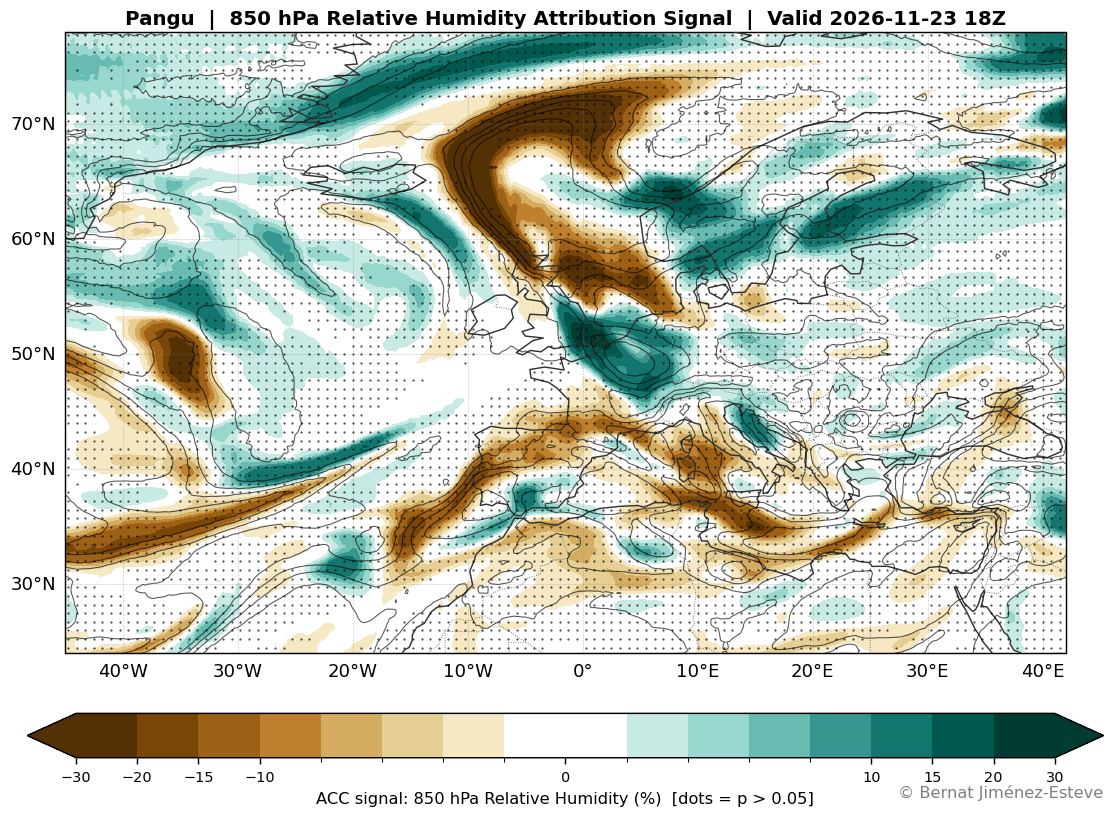 Pangu | 850 hPa Relative Humidity Attribution Signal | Valid 2026-11-23 18Z
70°N
60°N
50°N
40°N
30°N
40°W 30°W 20°W 10°W 0° 10°E 20°E 30°E 40°E
−30 −20 −15 −10 0 10 15 20 30
ACC signal: 850 hPa Relative Humidity (%) [dots = p > 0.05]
© Bernat Jiménez-Esteve